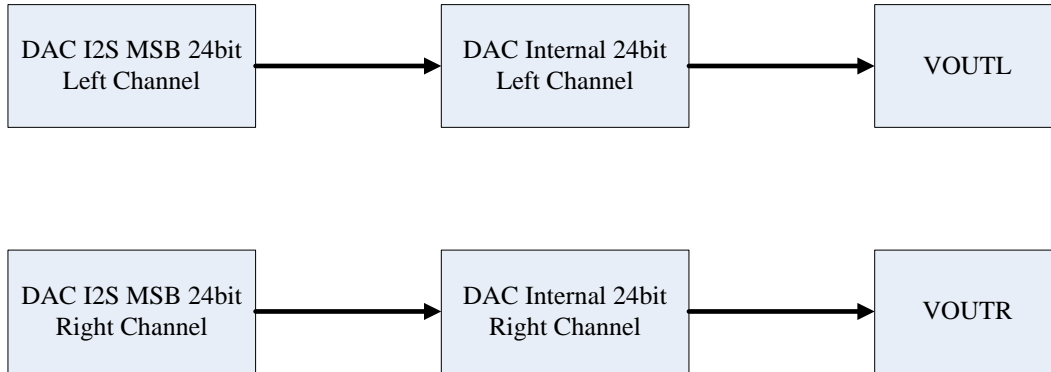 DAC I2S MSB 24bit
Left Channel
DAC Internal 24bit
Left Channel
VOUTL
DAC I2S MSB 24bit
Right Channel
DAC Internal 24bit
Right Channel
VOUTR